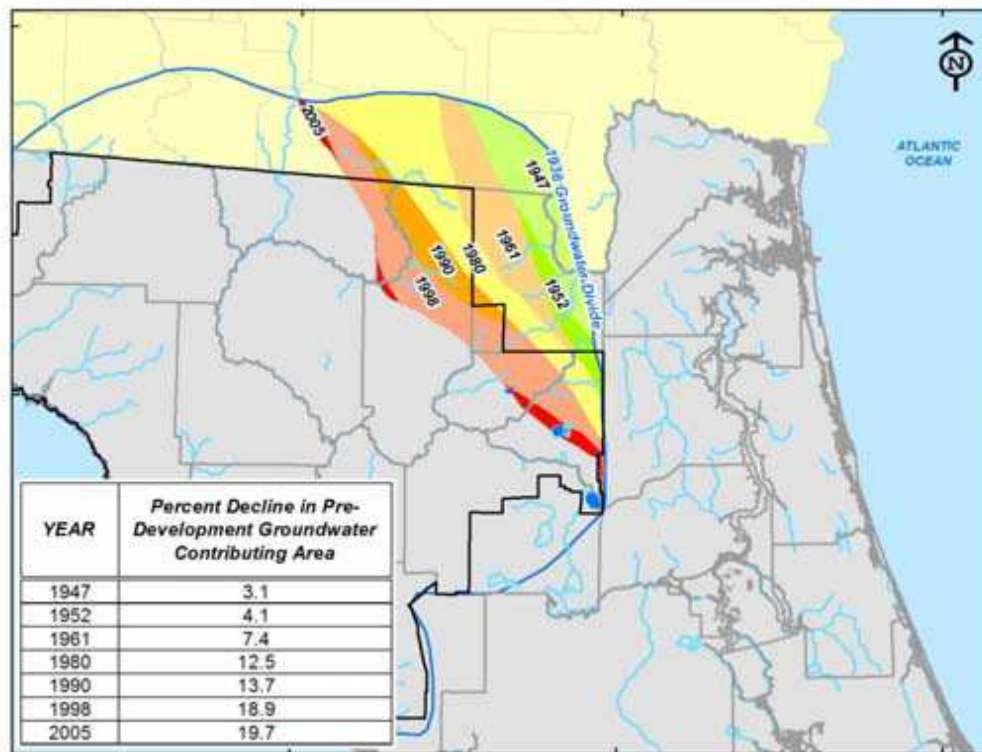 N
ATLANTIC
OCEAN
2005
1947
1936 Groundwater Divide
1961
1990
1980
1952
1998
YEAR
Percent Decline in Pre-
Development Groundwater
Contributing Area
1947 3.1
1952 4.1
1961 7.4
1980 12.5
1990 13.7
1998 18.9
2005 19.7